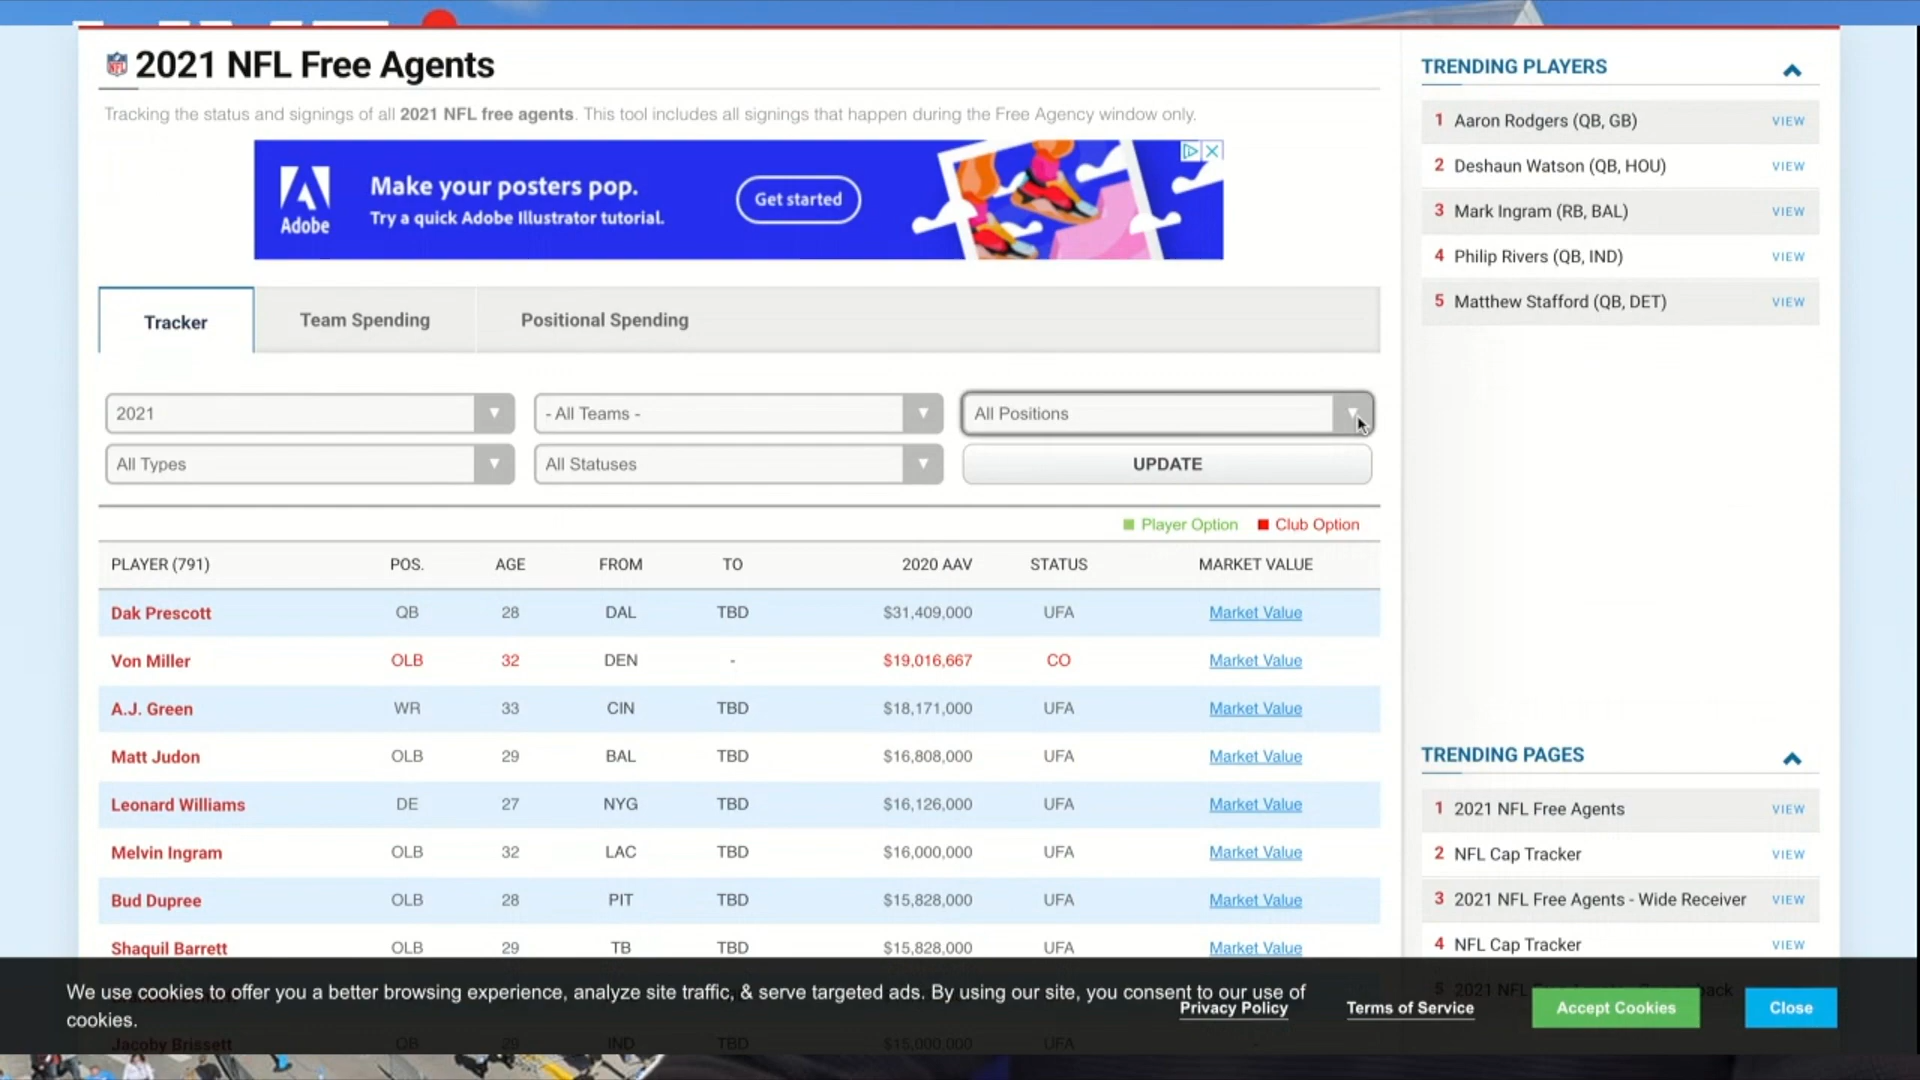 2021 NFL Free Agents
Tracking the status and signings of all 2021 NFL free agents. This tool includes all signings that happen during the Free Agency window only.
Adobe
Make your posters pop.
Try a quick Adobe Illustrator tutorial.
Get started
Tracker Team Spending Positional Spending
2021 - All Teams - All Positions
All Types All Statuses UPDATE
Player Option Club Option
PLAYER (791) POS. AGE FROM TO 2020 AAV STATUS MARKET VALUE
Dak Prescott QB 28 DAL TBD $31,409,000 UFA Market Value
Von Miller OLB 32 DEN - $19,016,667 CO Market Value
A.J. Green WR 33 CIN TBD $18,171,000 UFA Market Value
Matt Judon OLB 29 BAL TBD $16,808,000 UFA Market Value
Leonard Williams DE 27 NYG TBD $16,126,000 UFA Market Value
Melvin Ingram OLB 32 LAC TBD $16,000,000 UFA Market Value
Bud Dupree OLB 28 PIT TBD $15,828,000 UFA Market Value
Shaquil Barrett OLB 29 TB TBD $15,828,000 UFA Market Value
Jacoby Brissett QB 29 IND TBD $15,000,000 UFA
TRENDING PLAYERS
1 Aaron Rodgers (QB, GB) VIEW
2 Deshaun Watson (QB, HOU) VIEW
3 Mark Ingram (RB, BAL) VIEW
4 Philip Rivers (QB, IND) VIEW
5 Matthew Stafford (QB, DET) VIEW
TRENDING PAGES
1 2021 NFL Free Agents VIEW
2 NFL Cap Tracker VIEW
3 2021 NFL Free Agents - Wide Receiver VIEW
4 NFL Cap Tracker VIEW
5 2021 NFL
We use cookies to offer you a better browsing experience, analyze site traffic, & serve targeted ads. By using our site, you consent to our use of
cookies.
Privacy Policy Terms of Service Accept Cookies Close